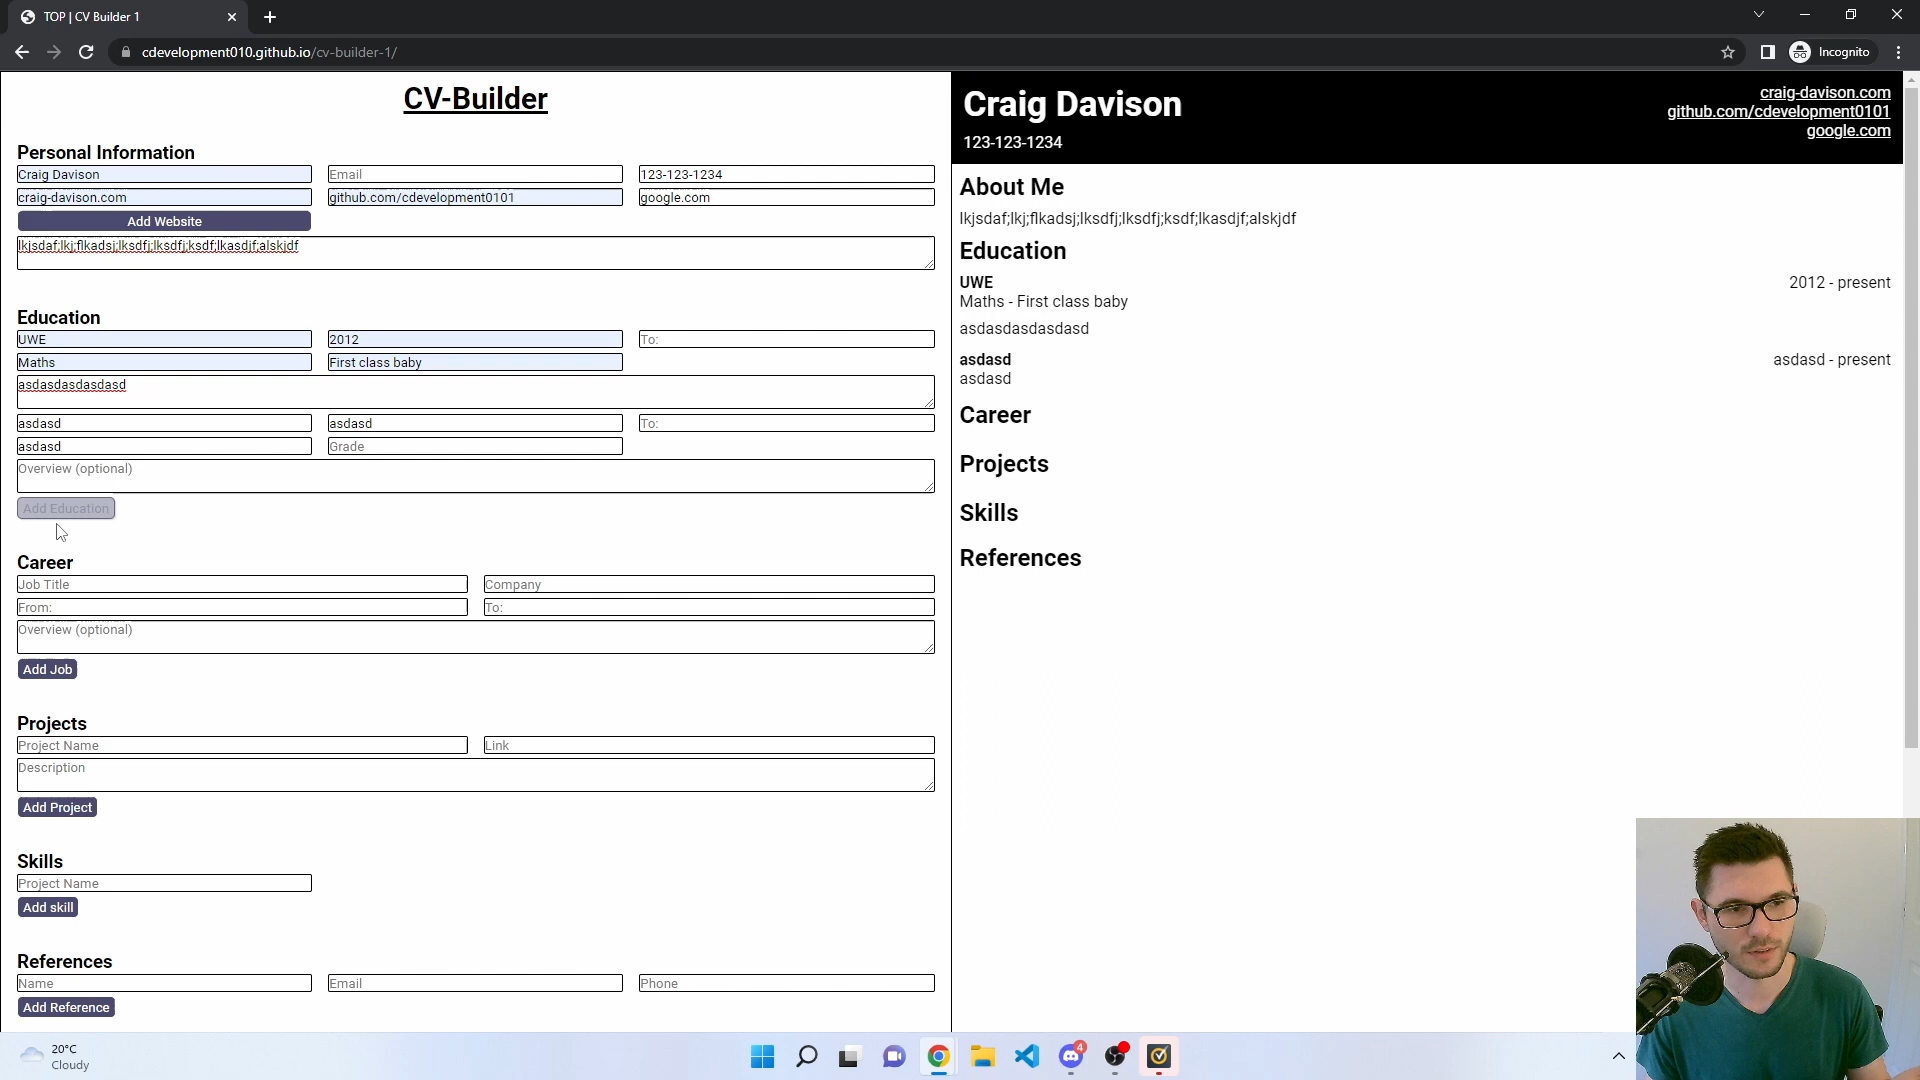 TOP | CV Builder 1
cdevelopment010.github.io/cv-builder-1/
Incognito
CV-Builder
Personal Information
Craig Davison
Email
123-123-1234
craig-davison.com
github.com/cdevelopment0101
google.com
Add Website
lkjsdaf;lkj;flkadsj;lksdfj;lksdfj;ksdf;lkasdjf;alskjdf
Education
UWE
2012
To:
Maths
First class baby
asdasdasdasdasd
asdasd
asdasd
To:
asdasd
Grade
Overview (optional)
Add Education
Career
Job Title
Company
From:
To:
Overview (optional)
Add Job
Projects
Project Name
Link
Description
Add Project
Skills
Project Name
Add skill
References
Name
Email
Phone
Add Reference
Craig Davison
123-123-1234
craig-davison.com
github.com/cdevelopment0101
google.com
About Me
lkjsdaf;lkj;flkadsj;lksdfj;lksdfj;ksdf;lkasdjf;alskjdf
Education
UWE
2012 - present
Maths - First class baby
asdasdasdasdasd
asdasd
asdasd - present
asdasd
Career
Projects
Skills
References
20°C
Cloudy
4